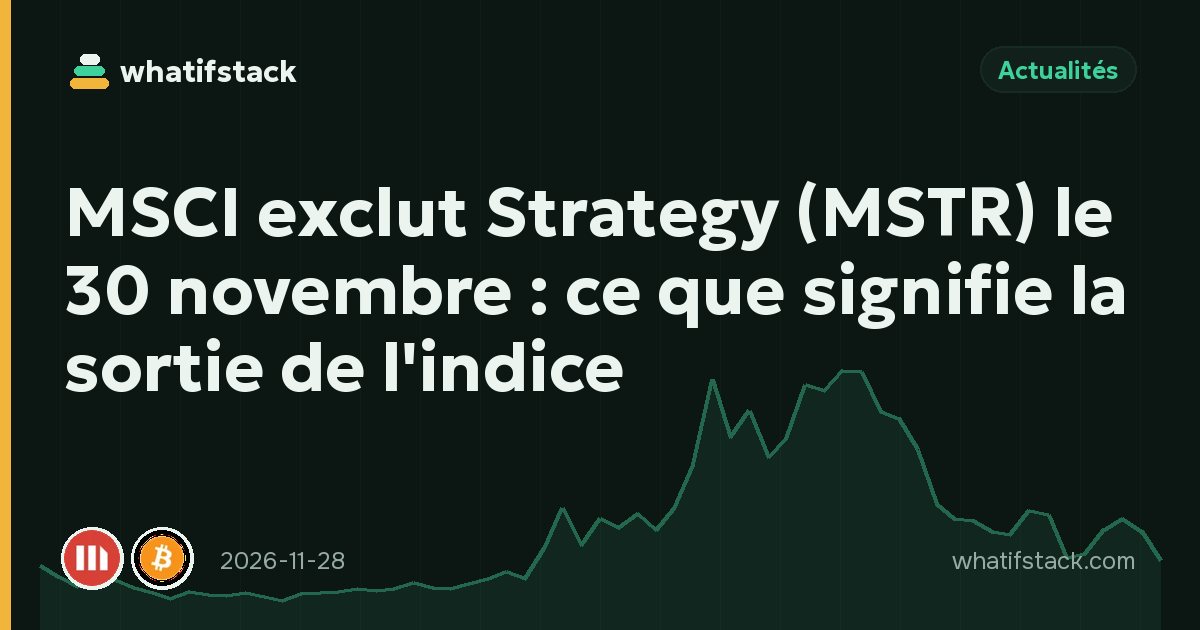 whatifstack
Actualités
MSCI exclut Strategy (MSTR) le
30 novembre : ce que signifie la
sortie de l'indice
2026-11-28
whatifstack.com